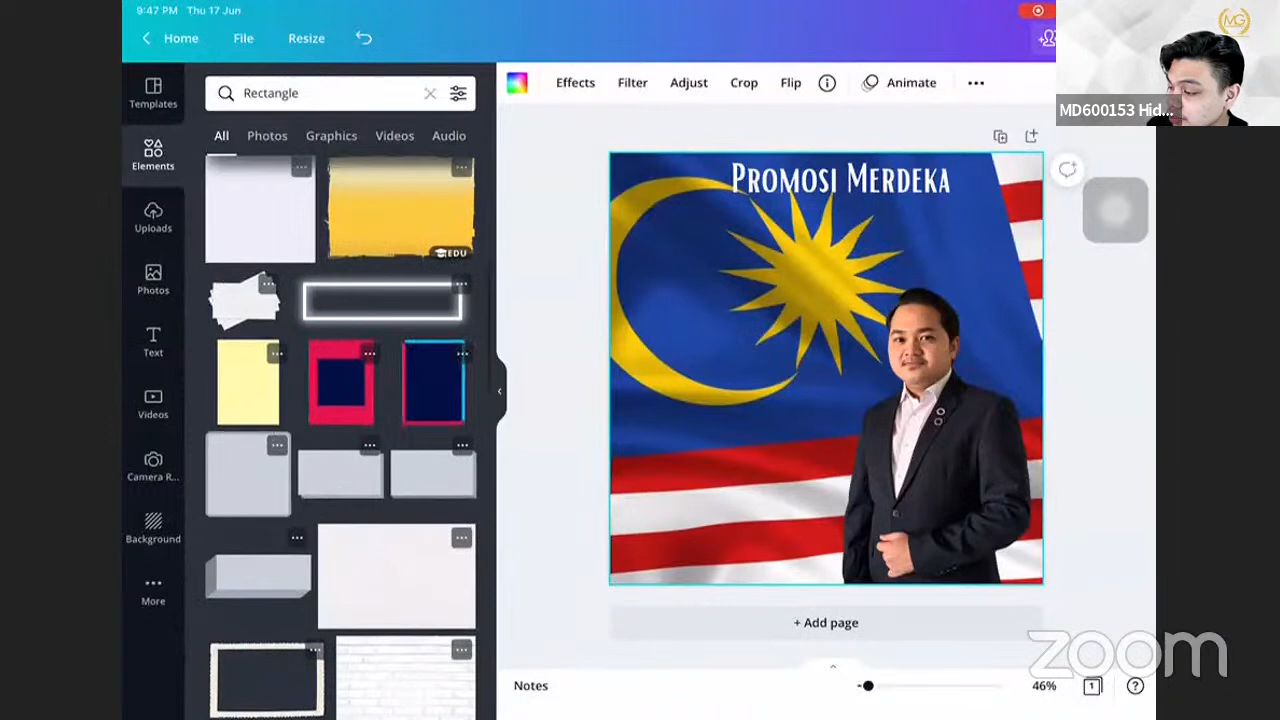 9:47 PM Thu 17 Jun
Home File Resize
MG
MD600153 Hid...
Templates
Elements
Uploads
Photos
Text
Videos
Camera R...
Background
More
Rectangle
All Photos Graphics Videos Audio
EDU
Effects Filter Adjust Crop Flip Animate
Promosi Merdeka
+ Add page
Notes
46%
1
?
zoom